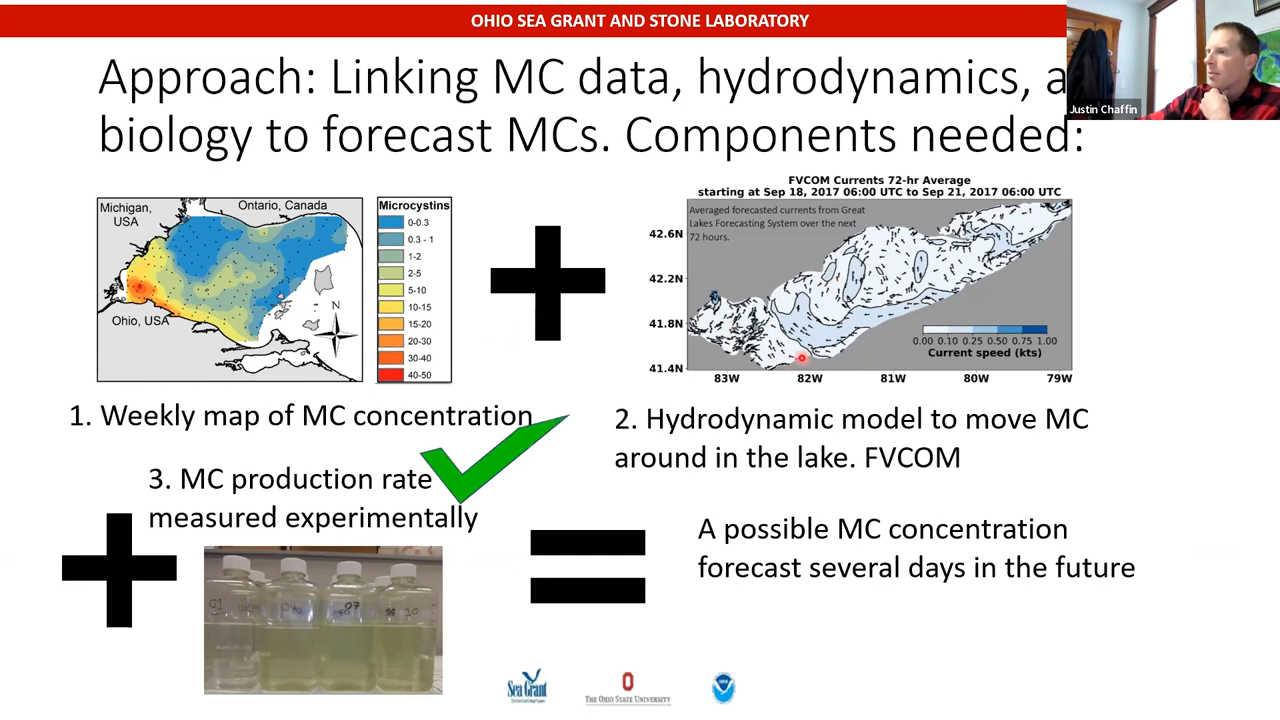 OHIO SEA GRANT AND STONE LABORATORY
Justin Chaffin
Approach: Linking MC data, hydrodynamics, a
biology to forecast MCs. Components needed:
Michigan,
USA
Ontario, Canada
Ohio, USA
N
Microcystins
0-0.3
0.3 - 1
1-2
2-5
5-10
10-15
15-20
20-30
30-40
40-50
FVCOM Currents 72-hr Average
starting at Sep 18, 2017 06:00 UTC to Sep 21, 2017 06:00 UTC
Averaged forecasted currents from Great
Lakes Forecasting System over the next
72 hours.
42.6N
42.2N
41.8N
41.4N
0.00 0.10 0.25 0.50 0.75 1.00
Current speed (kts)
83W 82W 81W 80W 79W
1. Weekly map of MC concentration
2. Hydrodynamic model to move MC
around in the lake. FVCOM
3. MC production rate
measured experimentally
A possible MC concentration
forecast several days in the future
Sea Grant
THE OHIO STATE UNIVERSITY